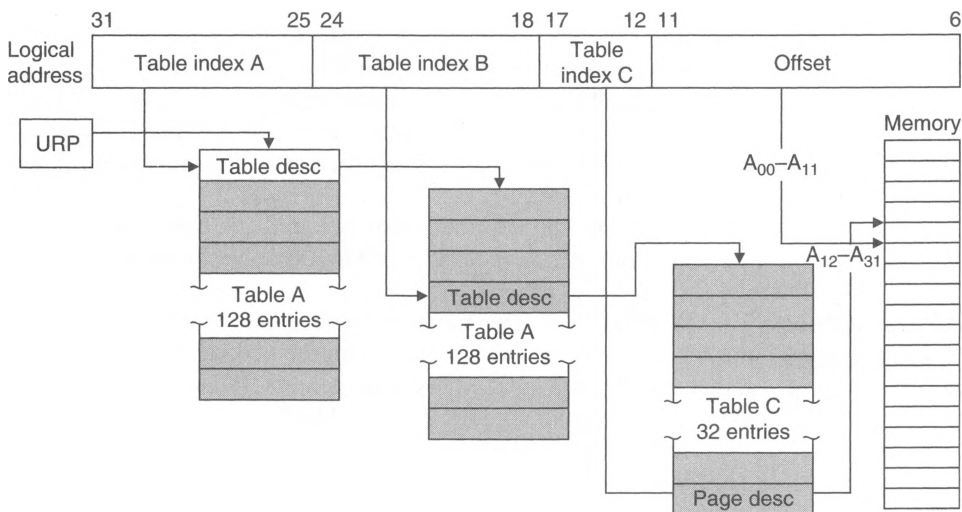 31 25 24 18 17 12 11 6
Logical address
Table index A
Table index B
Table index C
Offset
URP
Memory
Table desc
A00–A11
A12–A31
Table desc
Table A
128 entries
Table A
128 entries
Table C
32 entries
Page desc